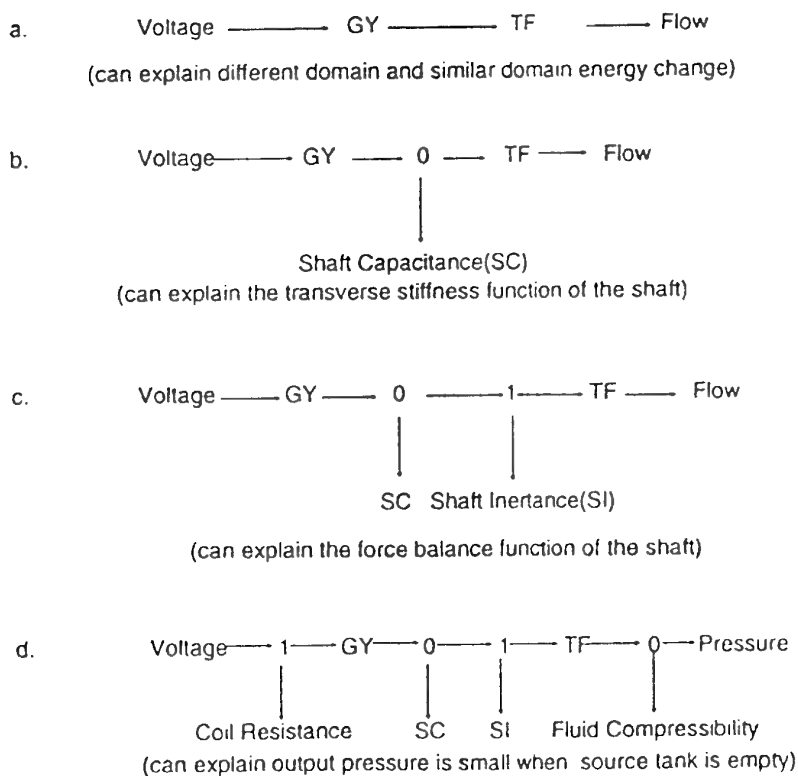 a. Voltage GY TF Flow
(can explain different domain and similar domain energy change)
b. Voltage GY 0 TF Flow
Shaft Capacitance(SC)
(can explain the transverse stiffness function of the shaft)
c. Voltage GY 0 1 TF Flow
SC Shaft Inertance(SI)
(can explain the force balance function of the shaft)
d. Voltage 1 GY 0 1 TF 0 Pressure
Coil Resistance SC SI Fluid Compressibility
(can explain output pressure is small when source tank is empty)